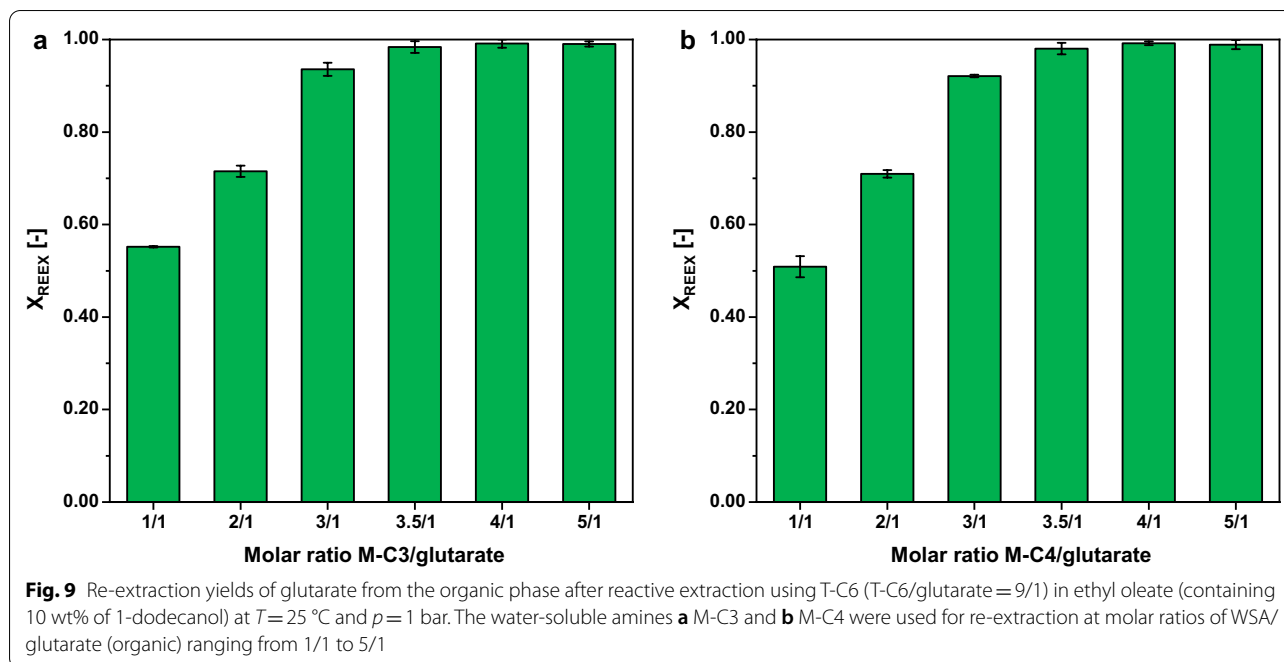 a
1.00
0.80
0.60
0.40
0.20
0.00
X_REEX [-]
1/1 2/1 3/1 3.5/1 4/1 5/1
Molar ratio M-C3/glutarate
b
1.00
0.80
0.60
0.40
0.20
0.00
X_REEX [-]
1/1 2/1 3/1 3.5/1 4/1 5/1
Molar ratio M-C4/glutarate
Fig. 9 Re-extraction yields of glutarate from the organic phase after reactive extraction using T-C6 (T-C6/glutarate = 9/1) in ethyl oleate (containing
10 wt% of 1-dodecanol) at T = 25 °C and p = 1 bar. The water-soluble amines a M-C3 and b M-C4 were used for re-extraction at molar ratios of WSA/
glutarate (organic) ranging from 1/1 to 5/1